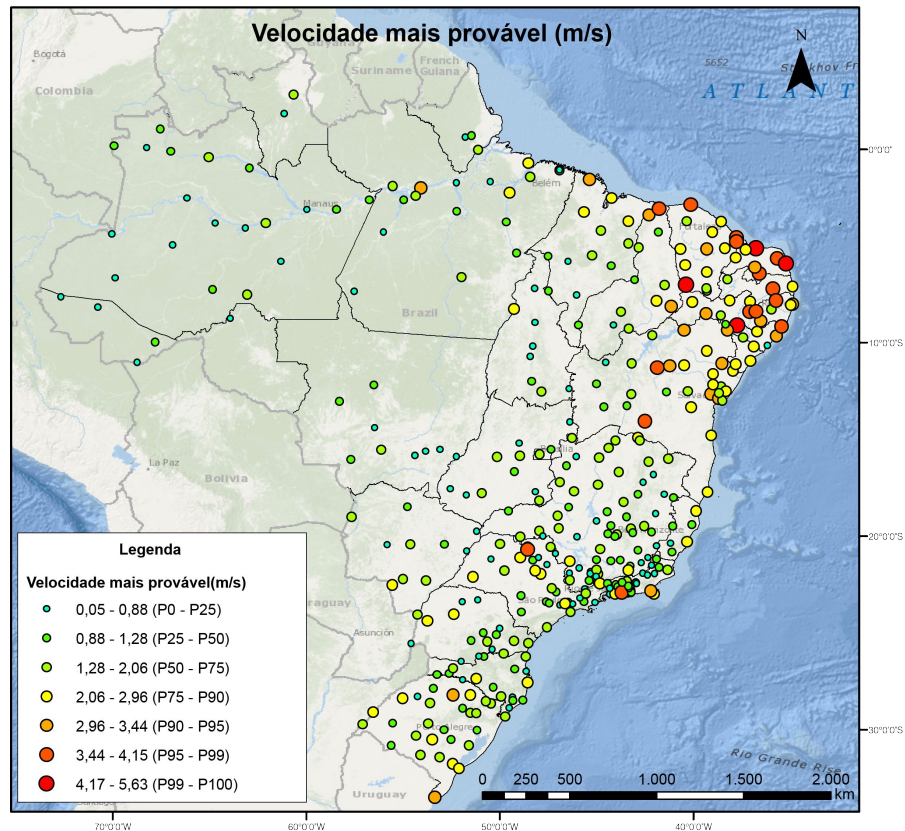 Velocidade mais provável (m/s)
N
5652
Guyana
Suriname
French
Guiana
Bogotá
Colombia
A T L A N T
0°0'0"
Belém
Manaus
Brazil
10°0'0"S
La Paz
Bolivia
20°0'0"S
Asunción
30°0'0"S
Uruguay
Rio Grande Rise
Legenda
Velocidade mais provável(m/s)
0,05 - 0,88 (P0 - P25)
0,88 - 1,28 (P25 - P50)
1,28 - 2,06 (P50 - P75)
2,06 - 2,96 (P75 - P90)
2,96 - 3,44 (P90 - P95)
3,44 - 4,15 (P95 - P99)
4,17 - 5,63 (P99 - P100)
0 250 500 1.000 1.500 2.000
km
70°0'0"W 60°0'0"W 50°0'0"W 40°0'0"W